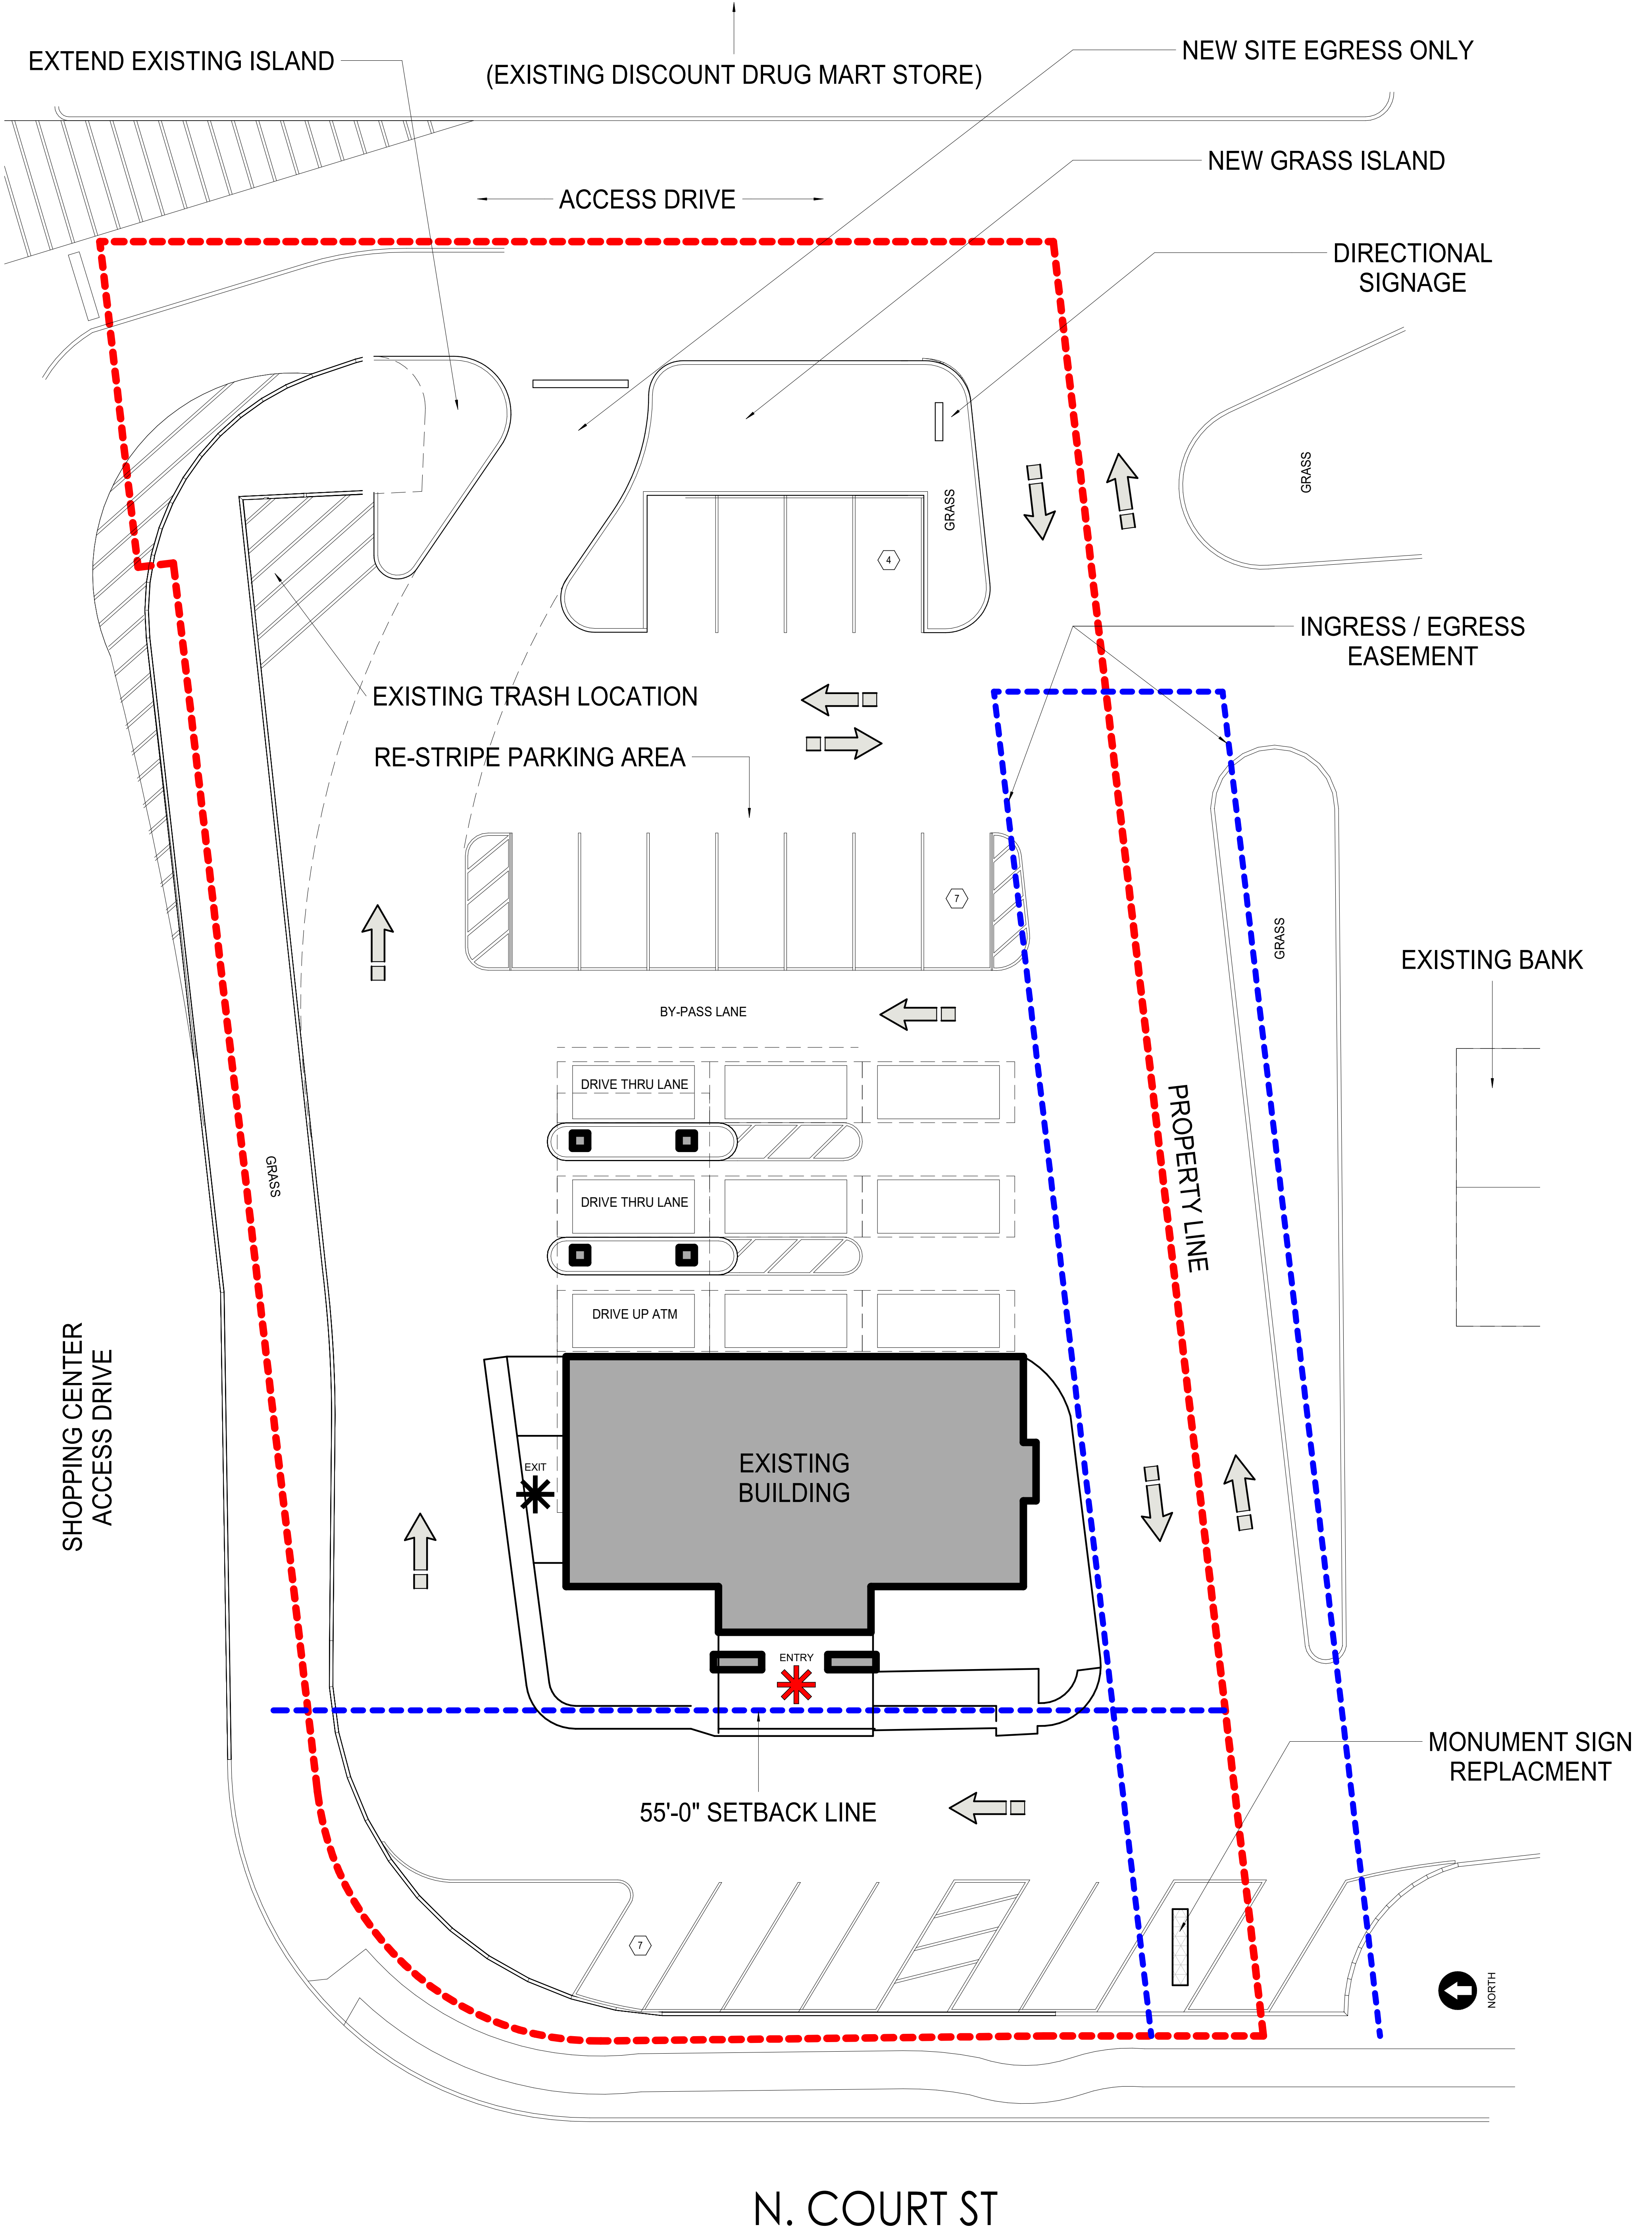 EXTEND EXISTING ISLAND
(EXISTING DISCOUNT DRUG MART STORE)
NEW SITE EGRESS ONLY
NEW GRASS ISLAND
ACCESS DRIVE
DIRECTIONAL
SIGNAGE
GRASS
GRASS
4
INGRESS / EGRESS
EASEMENT
EXISTING TRASH LOCATION
RE-STRIPE PARKING AREA
7
GRASS
EXISTING BANK
BY-PASS LANE
DRIVE THRU LANE
PROPERTY LINE
GRASS
DRIVE THRU LANE
DRIVE UP ATM
SHOPPING CENTER
ACCESS DRIVE
EXISTING
BUILDING
EXIT
ENTRY
MONUMENT SIGN
REPLACMENT
55'-0" SETBACK LINE
7
NORTH
N. COURT ST